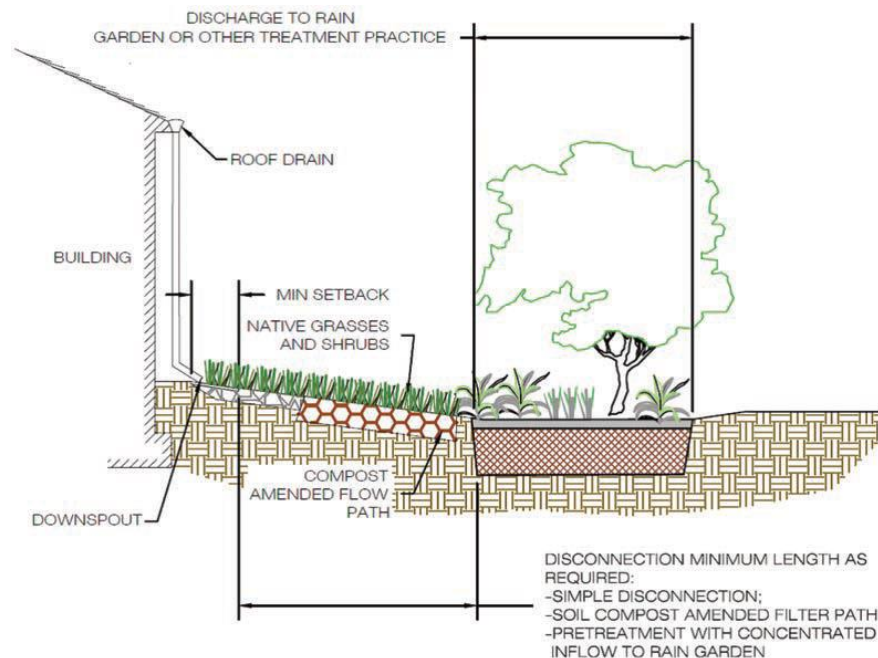 DISCHARGE TO RAIN
GARDEN OR OTHER TREATMENT PRACTICE
ROOF DRAIN
BUILDING
MIN SETBACK
NATIVE GRASSES
AND SHRUBS
COMPOST
AMENDED FLOW
PATH
DOWNSPOUT
DISCONNECTION MINIMUM LENGTH AS
REQUIRED:
-SIMPLE DISCONNECTION;
-SOIL COMPOST AMENDED FILTER PATH
-PRETREATMENT WITH CONCENTRATED
INFLOW TO RAIN GARDEN